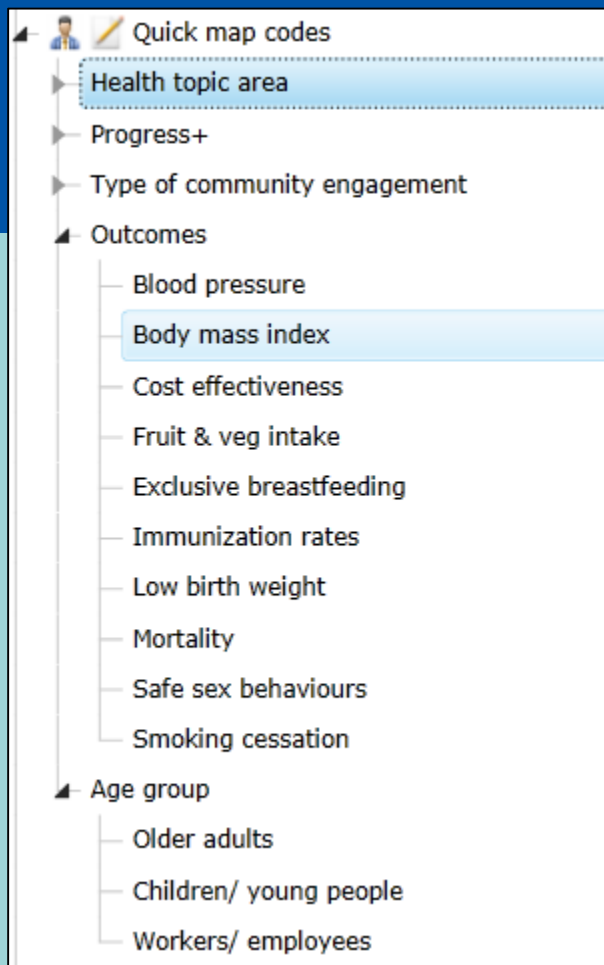 Quick map codes
Health topic area
Progress+
Type of community engagement
Outcomes
Blood pressure
Body mass index
Cost effectiveness
Fruit & veg intake
Exclusive breastfeeding
Immunization rates
Low birth weight
Mortality
Safe sex behaviours
Smoking cessation
Age group
Older adults
Children/ young people
Workers/ employees